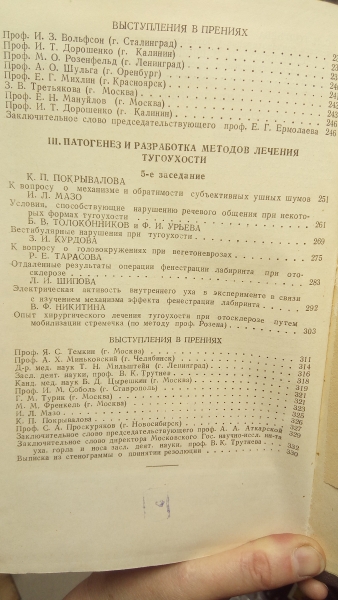 ВЫСТУПЛЕНИЯ В ПРЕНИЯХ
Проф. И. З. Вольфсон (г. Сталинград)
Проф. И. Т. Дорошенко (г. Калинин)
Проф. М. О. Розенфельд (г. Ленинград)
Проф. А. О. Шульга (г. Оренбург)
Проф. Е. Г. Михлин (г. Красноярск)
З. В. Третьякова (г. Москва) 242
Проф. Е. Н. Мануйлов (г. Москва) 243
Проф. И. Т. Дорошенко (г. Калинин) 245
Заключительное слово председательствующего проф. Е. Г. Ермолаева 246
III. ПАТОГЕНЕЗ И РАЗРАБОТКА МЕТОДОВ ЛЕЧЕНИЯ
ТУГОУХОСТИ
5-е заседание
К. П. ПОКРЫВАЛОВА
К вопросу о механизме и обратимости субъективных ушных шумов 251
И. Л. МАЗО
Условия, способствующие нарушению речевого общения при некото-
рых формах тугоухости 261
Б. В. ТОЛОКОННИКОВ и Ф. И. УРЬЕВА
Вестибулярные нарушения при тугоухости 269
З. И. КУРДОВА
К вопросу о головокружениях при вегетоневрозах 275
Р. Е. ТАРАСОВА
Отдаленные результаты операции фенестрации лабиринта при ото-
склерозе 283
Л. И. ШИПОВА
Электрическая активность внутреннего уха в эксперименте в связи
с изучением механизма эффекта фенестрации лабиринта 292
В. Ф. НИКИТИНА
Опыт хирургического лечения тугоухости при отосклерозе путем
мобилизации стремечка (по методу проф. Розена) 303
ВЫСТУПЛЕНИЯ В ПРЕНИЯХ
Проф. Я. С. Темкин (г. Москва) 311
Проф. А. Х. Миньковский (г. Челябинск) 314
Д-р. мед. наук Т. Н. Мильштейн (г. Ленинград) 316
Засл. деят. науки, проф. В. К. Трутнев 318
Канд. мед. наук Б. Д. Цырешкин (г. Москва) 319
Проф. И. М. Соболь (г. Ставрополь) 321
Г. М. Турик (г. Москва) 321
М. М. Френкель (г. Москва) 323
И. Л. Мазо 325
К. П. Покрывалова 326
Проф. С. А. Проскуряков (г. Новосибирск) 327
Заключительное слово председательствующего проф. А. А. Аткарской 329
Заключительное слово директора Московского Гос. научно-иссл. ин-та
уха, горла и носа засл. деят. науки, проф. В. К. Трутнева 332
Выписка из стенограммы о принятии резолюции